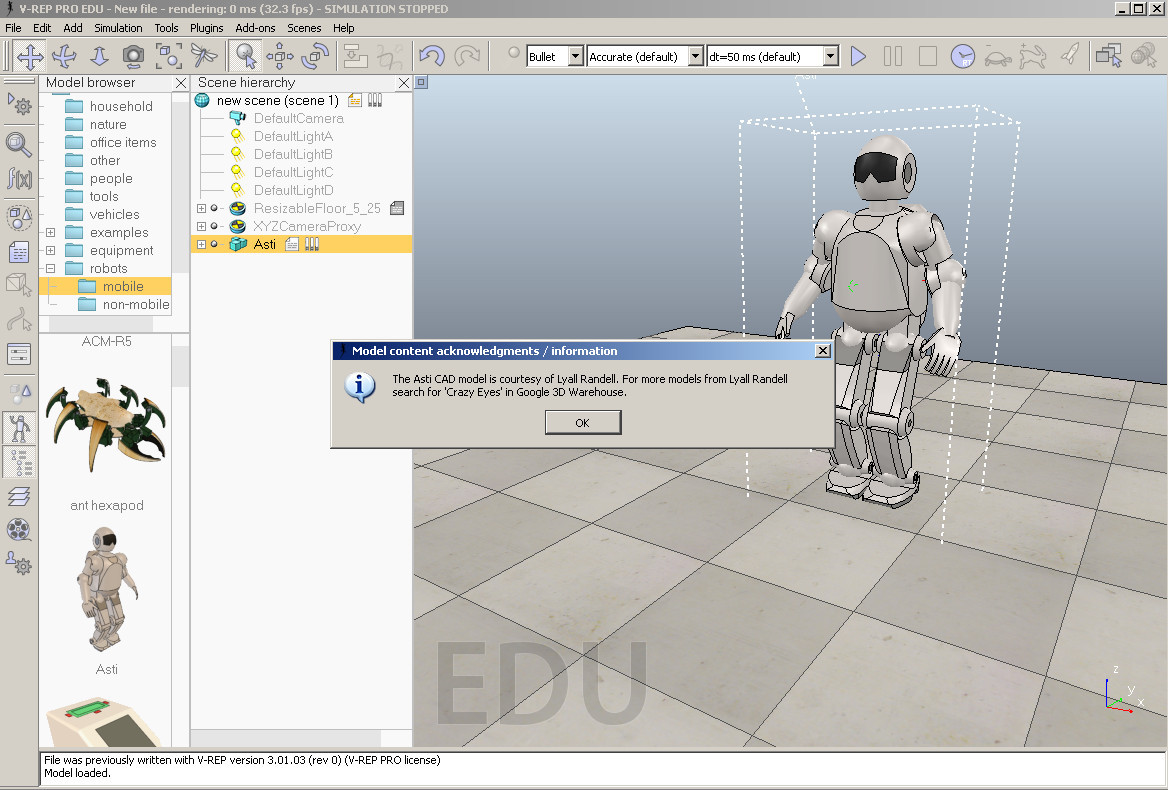 V-REP PRO EDU - New file - rendering: 0 ms (32.3 fps) - SIMULATION STOPPED
File Edit Add Simulation Tools Plugins Add-ons Scenes Help
Bullet Accurate (default) dt=50 ms (default)
RT
f(x)
Model browser
household
nature
office items
other
people
tools
vehicles
examples
equipment
robots
mobile
non-mobile
ACM-R5
ant hexapod
Asti
Scene hierarchy
new scene (scene 1)
DefaultCamera
DefaultLightA
DefaultLightB
DefaultLightC
DefaultLightD
ResizableFloor_5_25
XYZCameraProxy
Asti
Asti
Model content acknowledgments / information
The Asti CAD model is courtesy of Lyall Randell. For more models from Lyall Randell
search for 'Crazy Eyes' in Google 3D Warehouse.
OK
EDU
z
y
x
File was previously written with V-REP version 3.01.03 (rev 0) (V-REP PRO license)
Model loaded.